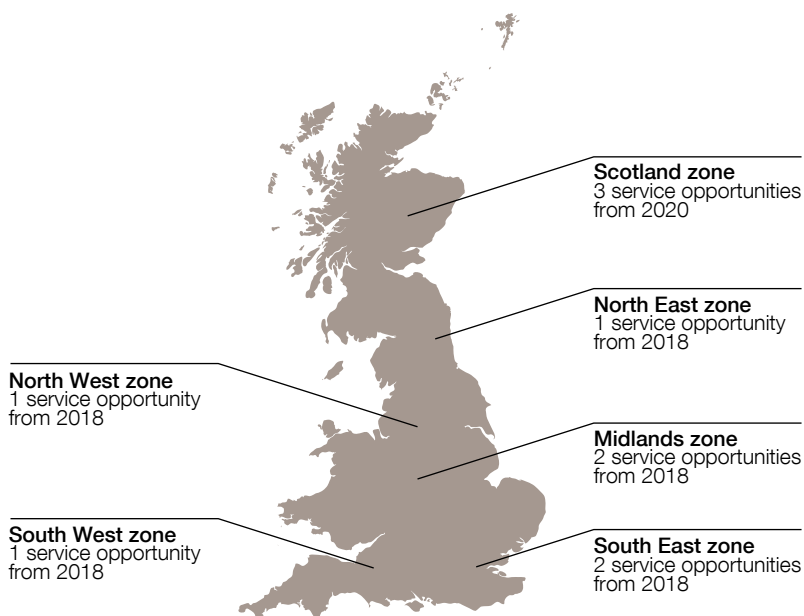 Scotland zone
3 service opportunities
from 2020
North East zone
1 service opportunity
from 2018
North West zone
1 service opportunity
from 2018
Midlands zone
2 service opportunities
from 2018
South West zone
1 service opportunity
from 2018
South East zone
2 service opportunities
from 2018